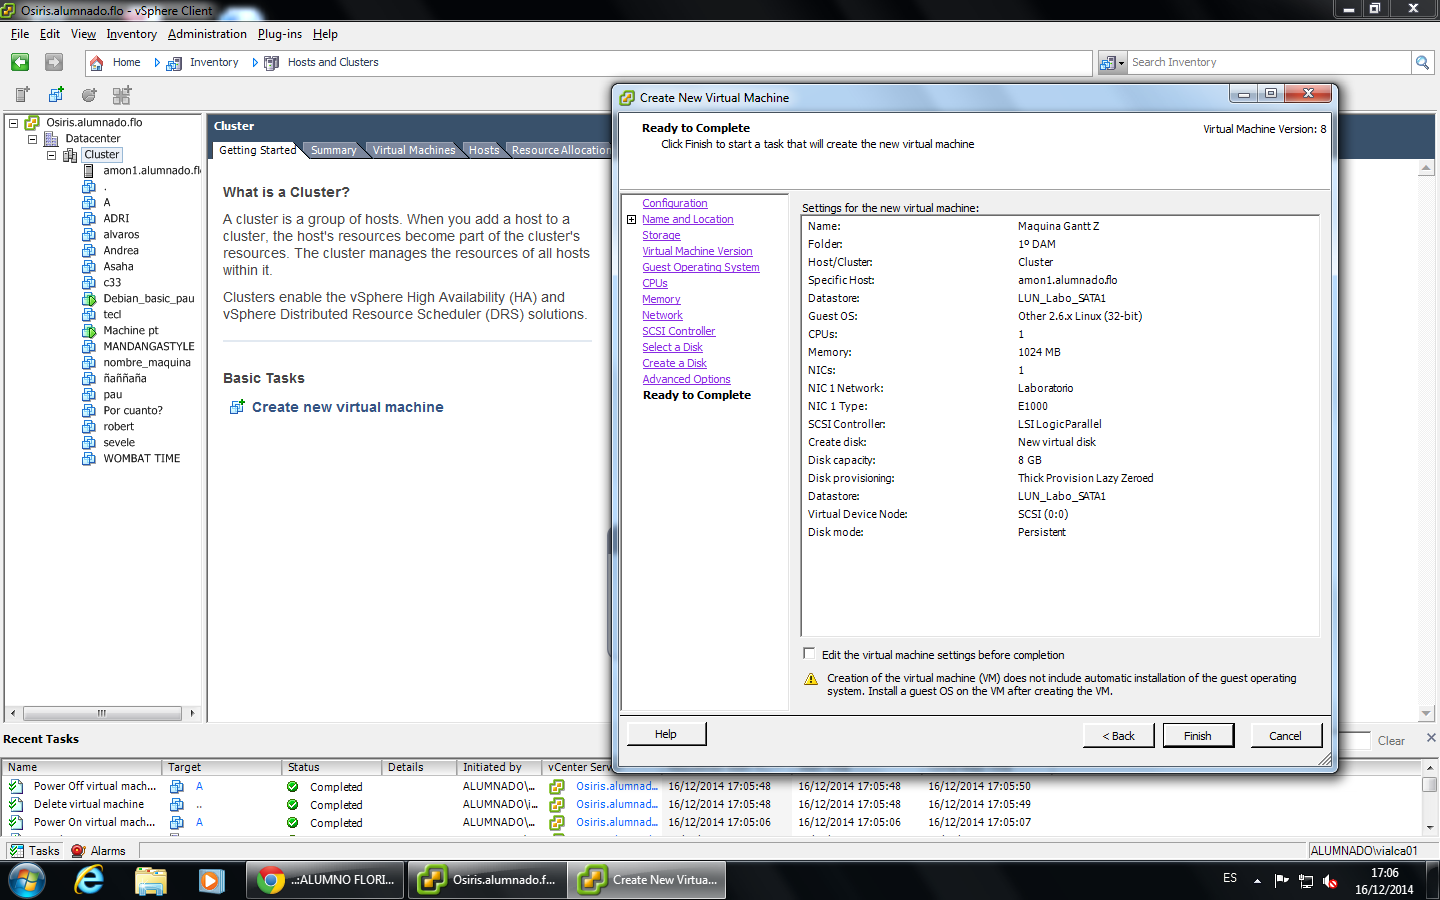 Osiris.alumnado.flo - vSphere Client
File Edit View Inventory Administration Plug-ins Help
Home Inventory Hosts and Clusters
Search Inventory
Osiris.alumnado.flo
Datacenter
Cluster
amon1.alumnado.fl
.
A
ADRI
alvaros
Andrea
Asaha
c33
Debian_basic_pau
tecl
Machine pt
MANDANGASTYLE
nombre_maquina
ñaññaña
pau
Por cuanto?
robert
sevele
WOMBAT TIME
Cluster
Getting Started Summary Virtual Machines Hosts Resource Allocation
What is a Cluster?
A cluster is a group of hosts. When you add a host to a
cluster, the host's resources become part of the cluster's
resources. The cluster manages the resources of all hosts
within it.
Clusters enable the vSphere High Availability (HA) and
vSphere Distributed Resource Scheduler (DRS) solutions.
Basic Tasks
Create new virtual machine
Create New Virtual Machine
Ready to Complete
Click Finish to start a task that will create the new virtual machine
Virtual Machine Version: 8
Configuration
Name and Location
Storage
Virtual Machine Version
Guest Operating System
CPUs
Memory
Network
SCSI Controller
Select a Disk
Create a Disk
Advanced Options
Ready to Complete
Settings for the new virtual machine:
Name: Maquina Gantt Z
Folder: 1º DAM
Host/Cluster: Cluster
Specific Host: amon1.alumnado.flo
Datastore: LUN_Labo_SATA1
Guest OS: Other 2.6.x Linux (32-bit)
CPUs: 1
Memory: 1024 MB
NICs: 1
NIC 1 Network: Laboratorio
NIC 1 Type: E1000
SCSI Controller: LSI Logic Parallel
Create disk: New virtual disk
Disk capacity: 8 GB
Disk provisioning: Thick Provision Lazy Zeroed
Datastore: LUN_Labo_SATA1
Virtual Device Node: SCSI (0:0)
Disk mode: Persistent
Edit the virtual machine settings before completion
Creation of the virtual machine (VM) does not include automatic installation of the guest operating
system. Install a guest OS on the VM after creating the VM.
Help < Back Finish Cancel
Recent Tasks
Clear
Name Target Status Details Initiated by vCenter Serv
Power Off virtual mach... A Completed ALUMNADO\... Osiris.alumnad... 16/12/2014 17:05:48 16/12/2014 17:05:48 16/12/2014 17:05:50
Delete virtual machine .. Completed ALUMNADO\i... Osiris.alumnad... 16/12/2014 17:05:48 16/12/2014 17:05:48 16/12/2014 17:05:49
Power On virtual mach... A Completed ALUMNADO\... Osiris.alumnad... 16/12/2014 17:05:06 16/12/2014 17:05:06 16/12/2014 17:05:07
Tasks Alarms
ALUMNADO\vialca01
..:ALUMNO FLORI... Osiris.alumnado.f... Create New Virtua...
ES
17:06
16/12/2014